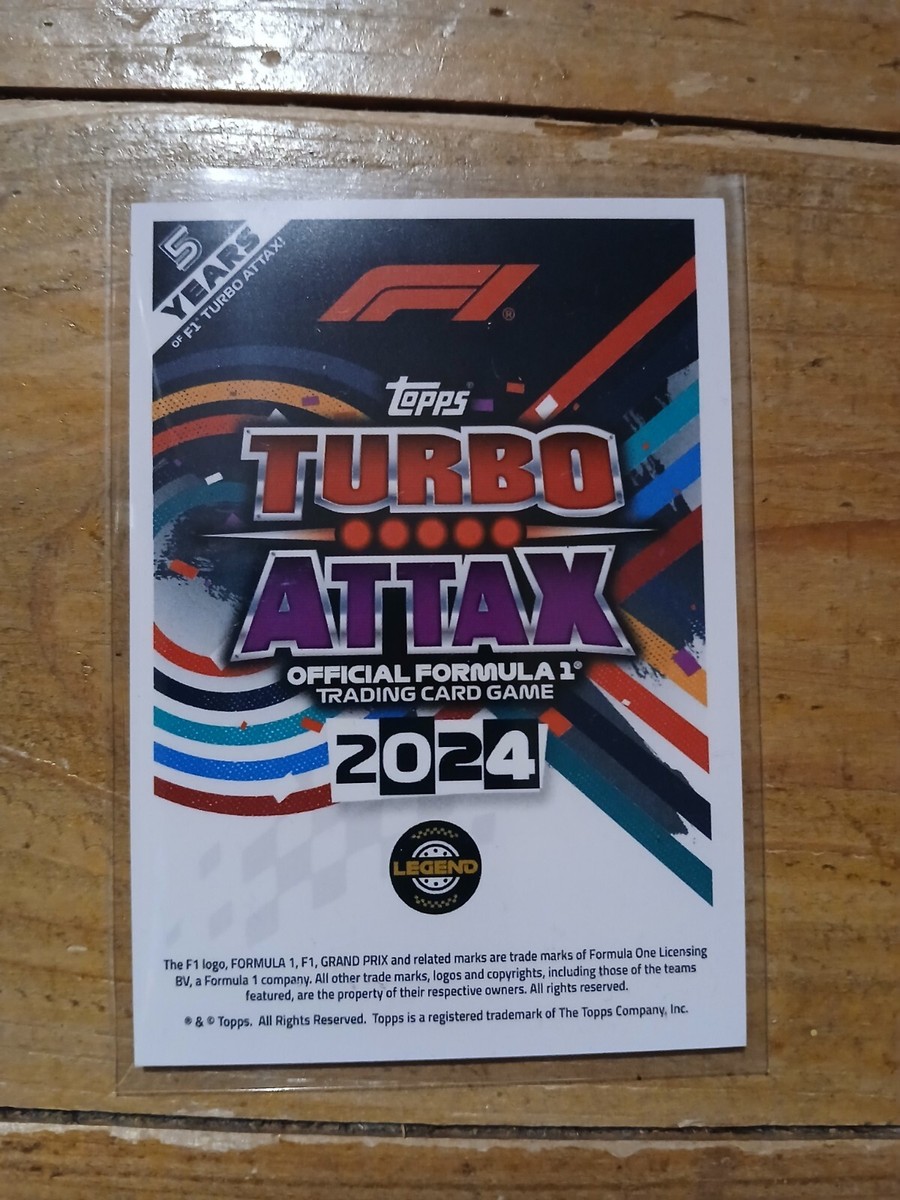 5
YEARS
OF F1® TURBO ATTAX!
F1®
Topps®
TURBO
ATTAX
OFFICIAL FORMULA 1®
TRADING CARD GAME
2024
LEGEND
The F1 logo, FORMULA 1, F1, GRAND PRIX and related marks are trade marks of Formula One Licensing
BV, a Formula 1 company. All other trade marks, logos and copyrights, including those of the teams
featured, are the property of their respective owners. All rights reserved.
® & © Topps. All Rights Reserved. Topps is a registered trademark of The Topps Company, Inc.